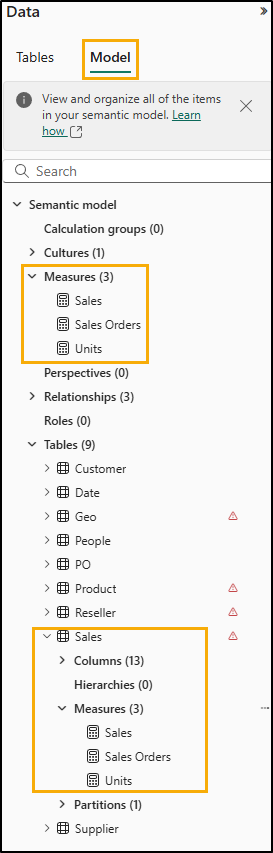 Data
Tables Model
View and organize all of the items
in your semantic model. Learn
how
Search
Semantic model
Calculation groups (0)
Cultures (1)
Measures (3)
Sales
Sales Orders
Units
Perspectives (0)
Relationships (3)
Roles (0)
Tables (9)
Customer
Date
Geo
People
PO
Product
Reseller
Sales
Columns (13)
Hierarchies (0)
Measures (3)
Sales
Sales Orders
Units
Partitions (1)
Supplier